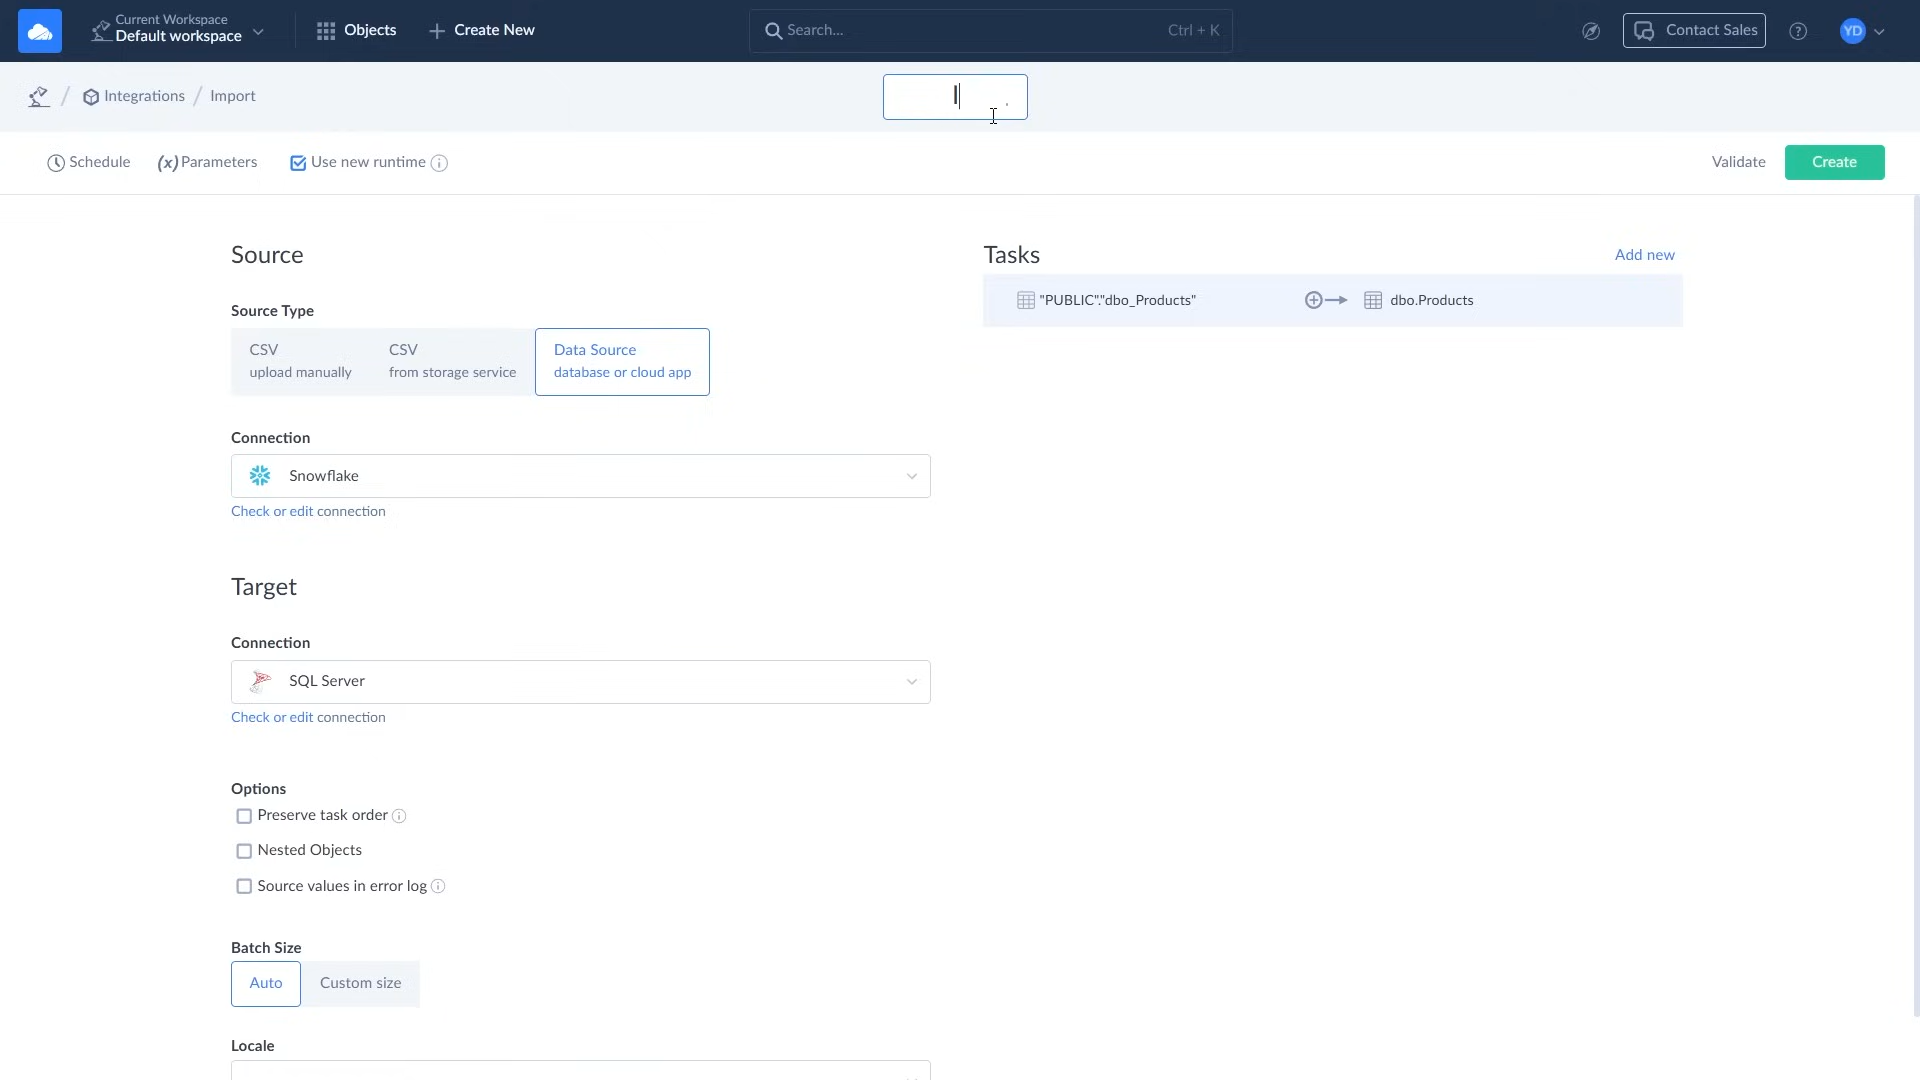 Current Workspace
Default workspace
Objects
Create New
Search...
Ctrl + K
Contact Sales
YD
/ Integrations / Import
I
Schedule
(x) Parameters
Use new runtime
Validate
Create
Source
Source Type
CSV
upload manually
CSV
from storage service
Data Source
database or cloud app
Connection
Snowflake
Check or edit connection
Target
Connection
SQL Server
Check or edit connection
Options
Preserve task order
Nested Objects
Source values in error log
Batch Size
Auto
Custom size
Locale
Tasks
Add new
"PUBLIC"."dbo_Products"
dbo.Products